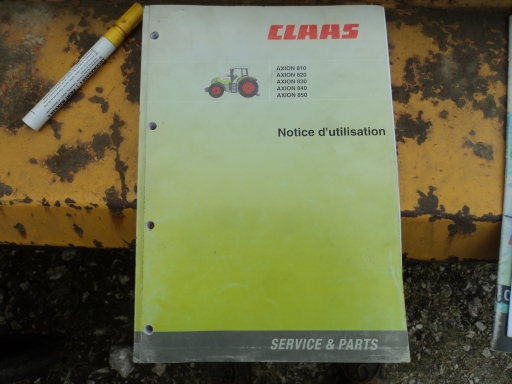 CLAAS
AXION 810
AXION 820
AXION 830
AXION 840
AXION 850
Notice d'utilisation
SERVICE & PARTS